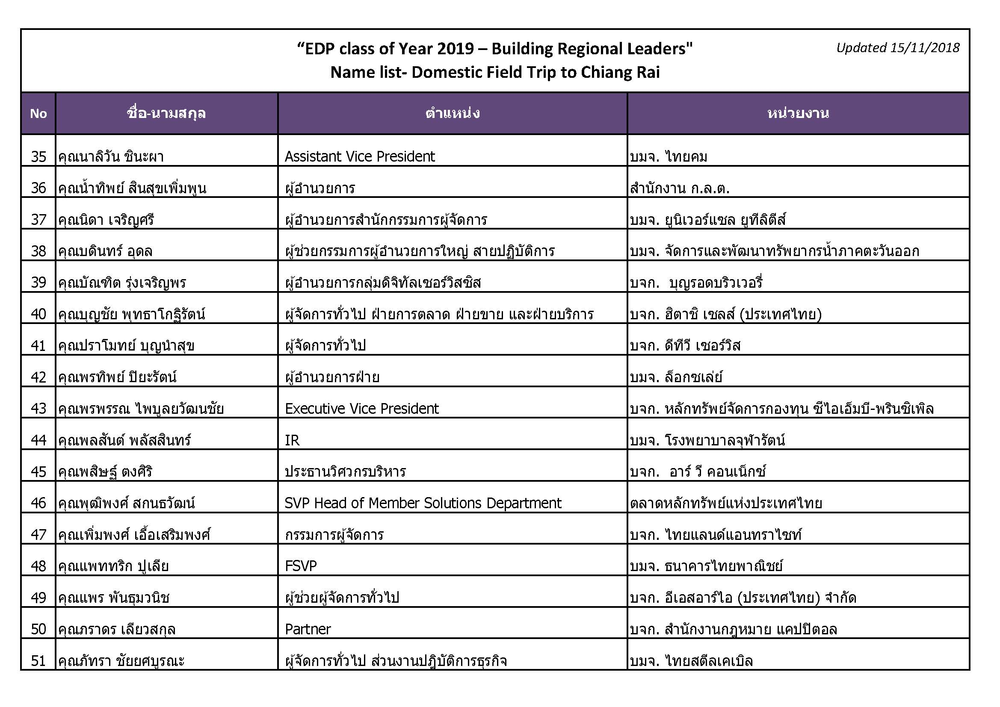 “EDP class of Year 2019 – Building Regional Leaders" Updated 15/11/2018
Name list- Domestic Field Trip to Chiang Rai
No ชื่อ-นามสกุล ตำแหน่ง หน่วยงาน
35 คุณนาลิวัน ชินะผา Assistant Vice President บมจ. ไทยคม
36 คุณน้ำทิพย์ สินสุขเพิ่มพูน ผู้อำนวยการ สำนักงาน ก.ล.ต.
37 คุณนิดา เจริญศรี ผู้อำนวยการสำนักกรรมการผู้จัดการ บมจ. ยูนิเวอร์แซล ยูทีลิตีส์
38 คุณบดินทร์ อุดล ผู้ช่วยกรรมการผู้อำนวยการใหญ่ สายปฏิบัติการ บมจ. จัดการและพัฒนาทรัพยากรน้ำภาคตะวันออก
39 คุณบัณฑิต รุ่งเจริญพร ผู้อำนวยการกลุ่มดิจิทัลเซอร์วิสซิส บจก. บุญรอดบริวเวอรี่
40 คุณบุญชัย พุทธาโกฐิรัตน์ ผู้จัดการทั่วไป ฝ่ายการตลาด ฝ่ายขาย และฝ่ายบริการ บจก. ฮิตาชิ เซลส์ (ประเทศไทย)
41 คุณปราโมทย์ บุญนำสุข ผู้จัดการทั่วไป บจก. ดีทีวี เซอร์วิส
42 คุณพรทิพย์ ปิยะรัตน์ ผู้อำนวยการฝ่าย บมจ. ล็อกซเล่ย์
43 คุณพรพรรณ ไพบูลยวัฒนชัย Executive Vice President บจก. หลักทรัพย์จัดการกองทุน ซีไอเอ็มบี-พรินซิเพิล
44 คุณพลสันต์ พลัสสินทร์ IR บมจ. โรงพยาบาลจุฬารัตน์
45 คุณพสิษฐ์ ตงศิริ ประธานวิศวกรบริหาร บจก. อาร์ วี คอนเน็กซ์
46 คุณพุฒิพงศ์ สกนธวัฒน์ SVP Head of Member Solutions Department ตลาดหลักทรัพย์แห่งประเทศไทย
47 คุณเพิ่มพงศ์ เอื้อเสริมพงศ์ กรรมการผู้จัดการ บจก. ไทยแลนด์แอนทราไซท์
48 คุณแพททริก ปูเลีย FSVP บมจ. ธนาคารไทยพาณิชย์
49 คุณแพร พันธุมวนิช ผู้ช่วยผู้จัดการทั่วไป บจก. อีเอสอาร์ไอ (ประเทศไทย) จำกัด
50 คุณภราดร เลียวสกุล Partner บจก. สำนักงานกฎหมาย แคปปิตอล
51 คุณภัทรา ชัยยศบูรณะ ผู้จัดการทั่วไป ส่วนงานปฎิบัติการธุรกิจ บมจ. ไทยสตีลเคเบิล